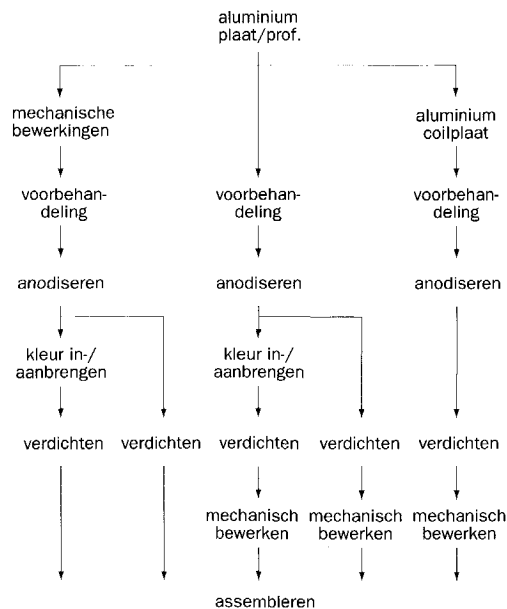 aluminium
plaat/prof.
mechanische
bewerkingen
aluminium
coilplaat
voorbehan-
deling
voorbehan-
deling
voorbehan-
deling
anodiseren
anodiseren
anodiseren
kleur in-/
aanbrengen
kleur in-/
aanbrengen
verdichten
verdichten
verdichten
verdichten
verdichten
mechanisch
bewerken
mechanisch
bewerken
mechanisch
bewerken
assembleren